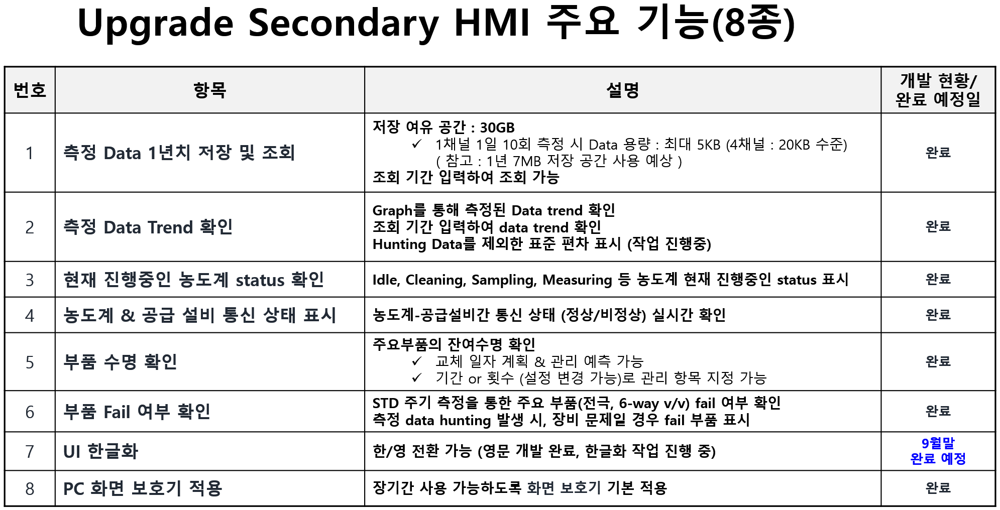 Upgrade Secondary HMI 주요 기능(8종)
번호
항목
설명
개발 현황/
완료 예정일
1
측정 Data 1년치 저장 및 조회
저장 여유 공간 : 30GB
✓ 1채널 1일 10회 측정 시 Data 용량 : 최대 5KB (4채널 : 20KB 수준)
( 참고 : 1년 7MB 저장 공간 사용 예상 )
조회 기간 입력하여 조회 가능
완료
2
측정 Data Trend 확인
Graph를 통해 측정된 Data trend 확인
조회 기간 입력하여 data trend 확인
Hunting Data를 제외한 표준 편차 표시 (작업 진행중)
완료
3
현재 진행중인 농도계 status 확인
Idle, Cleaning, Sampling, Measuring 등 농도계 현재 진행중인 status 표시
완료
4
농도계 & 공급 설비 통신 상태 표시
농도계-공급설비간 통신 상태 (정상/비정상) 실시간 확인
완료
5
부품 수명 확인
주요부품의 잔여수명 확인
✓ 교체 일자 계획 & 관리 예측 가능
✓ 기간 or 횟수 (설정 변경 가능)로 관리 항목 지정 가능
완료
6
부품 Fail 여부 확인
STD 주기 측정을 통한 주요 부품(전극, 6-way v/v) fail 여부 확인
측정 data hunting 발생 시, 장비 문제일 경우 fail 부품 표시
완료
7
UI 한글화
한/영 전환 가능 (영문 개발 완료, 한글화 작업 진행 중)
9월말
완료 예정
8
PC 화면 보호기 적용
장기간 사용 가능하도록 화면 보호기 기본 적용
완료